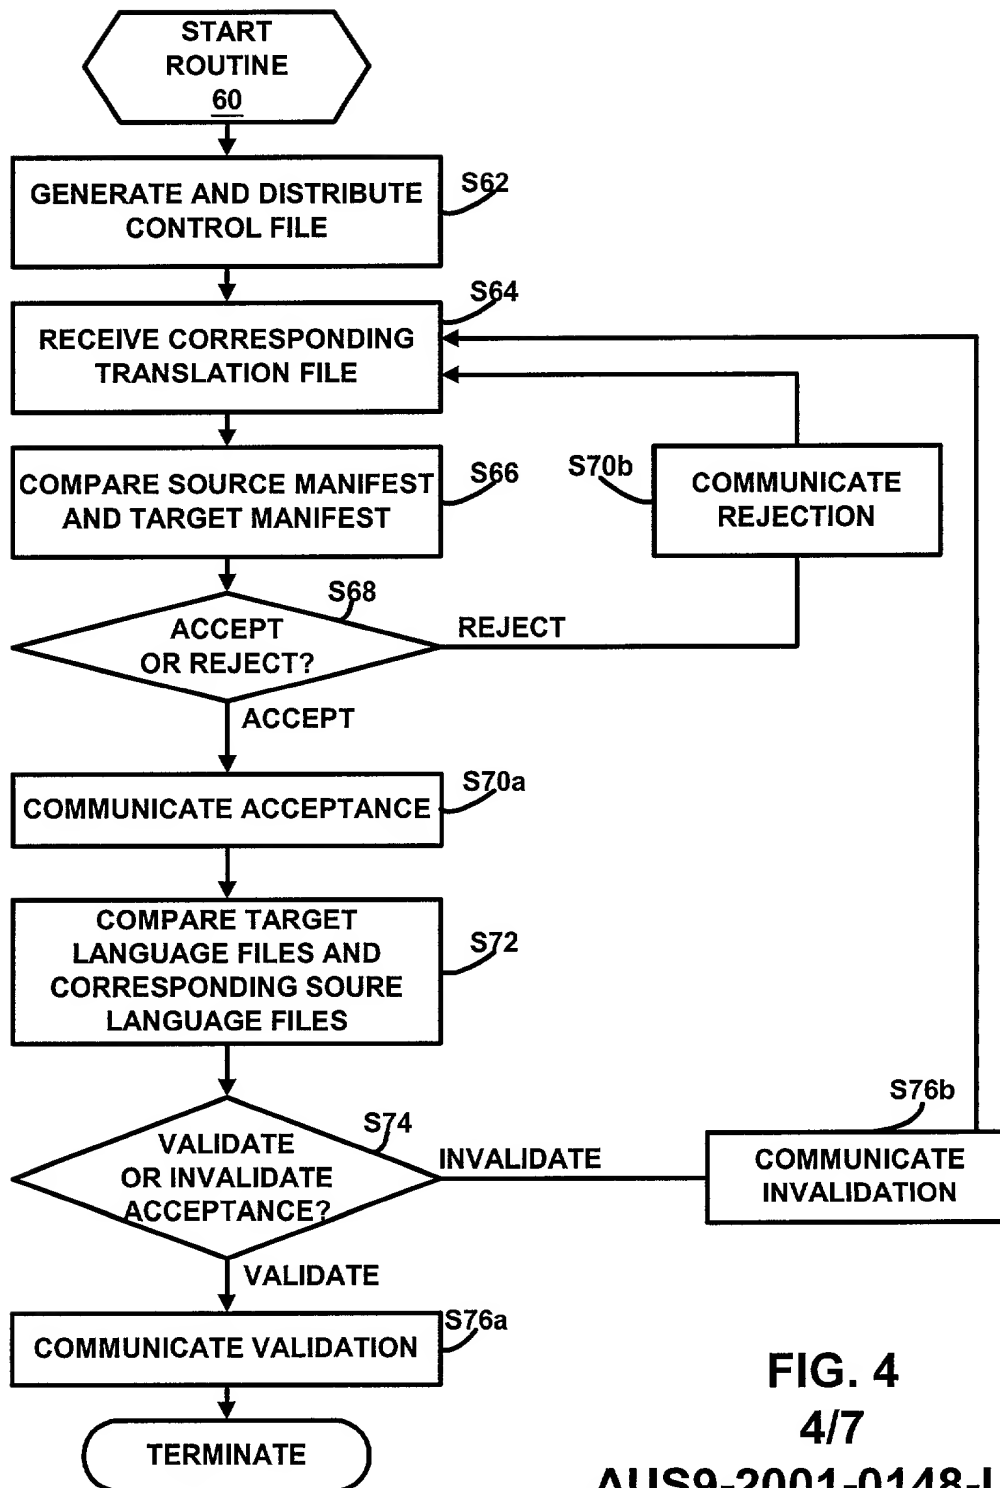 START
ROUTINE
60
GENERATE AND DISTRIBUTE
CONTROL FILE
S62
RECEIVE CORRESPONDING
TRANSLATION FILE
S64
COMPARE SOURCE MANIFEST
AND TARGET MANIFEST
S66
S70b
COMMUNICATE
REJECTION
S68
ACCEPT
OR REJECT?
REJECT
ACCEPT
COMMUNICATE ACCEPTANCE
S70a
COMPARE TARGET
LANGUAGE FILES AND
CORRESPONDING SOURE
LANGUAGE FILES
S72
S74
VALIDATE
OR INVALIDATE
ACCEPTANCE?
INVALIDATE
S76b
COMMUNICATE
INVALIDATION
VALIDATE
COMMUNICATE VALIDATION
S76a
TERMINATE
FIG. 4
4/7
AUS9-2001-0148-